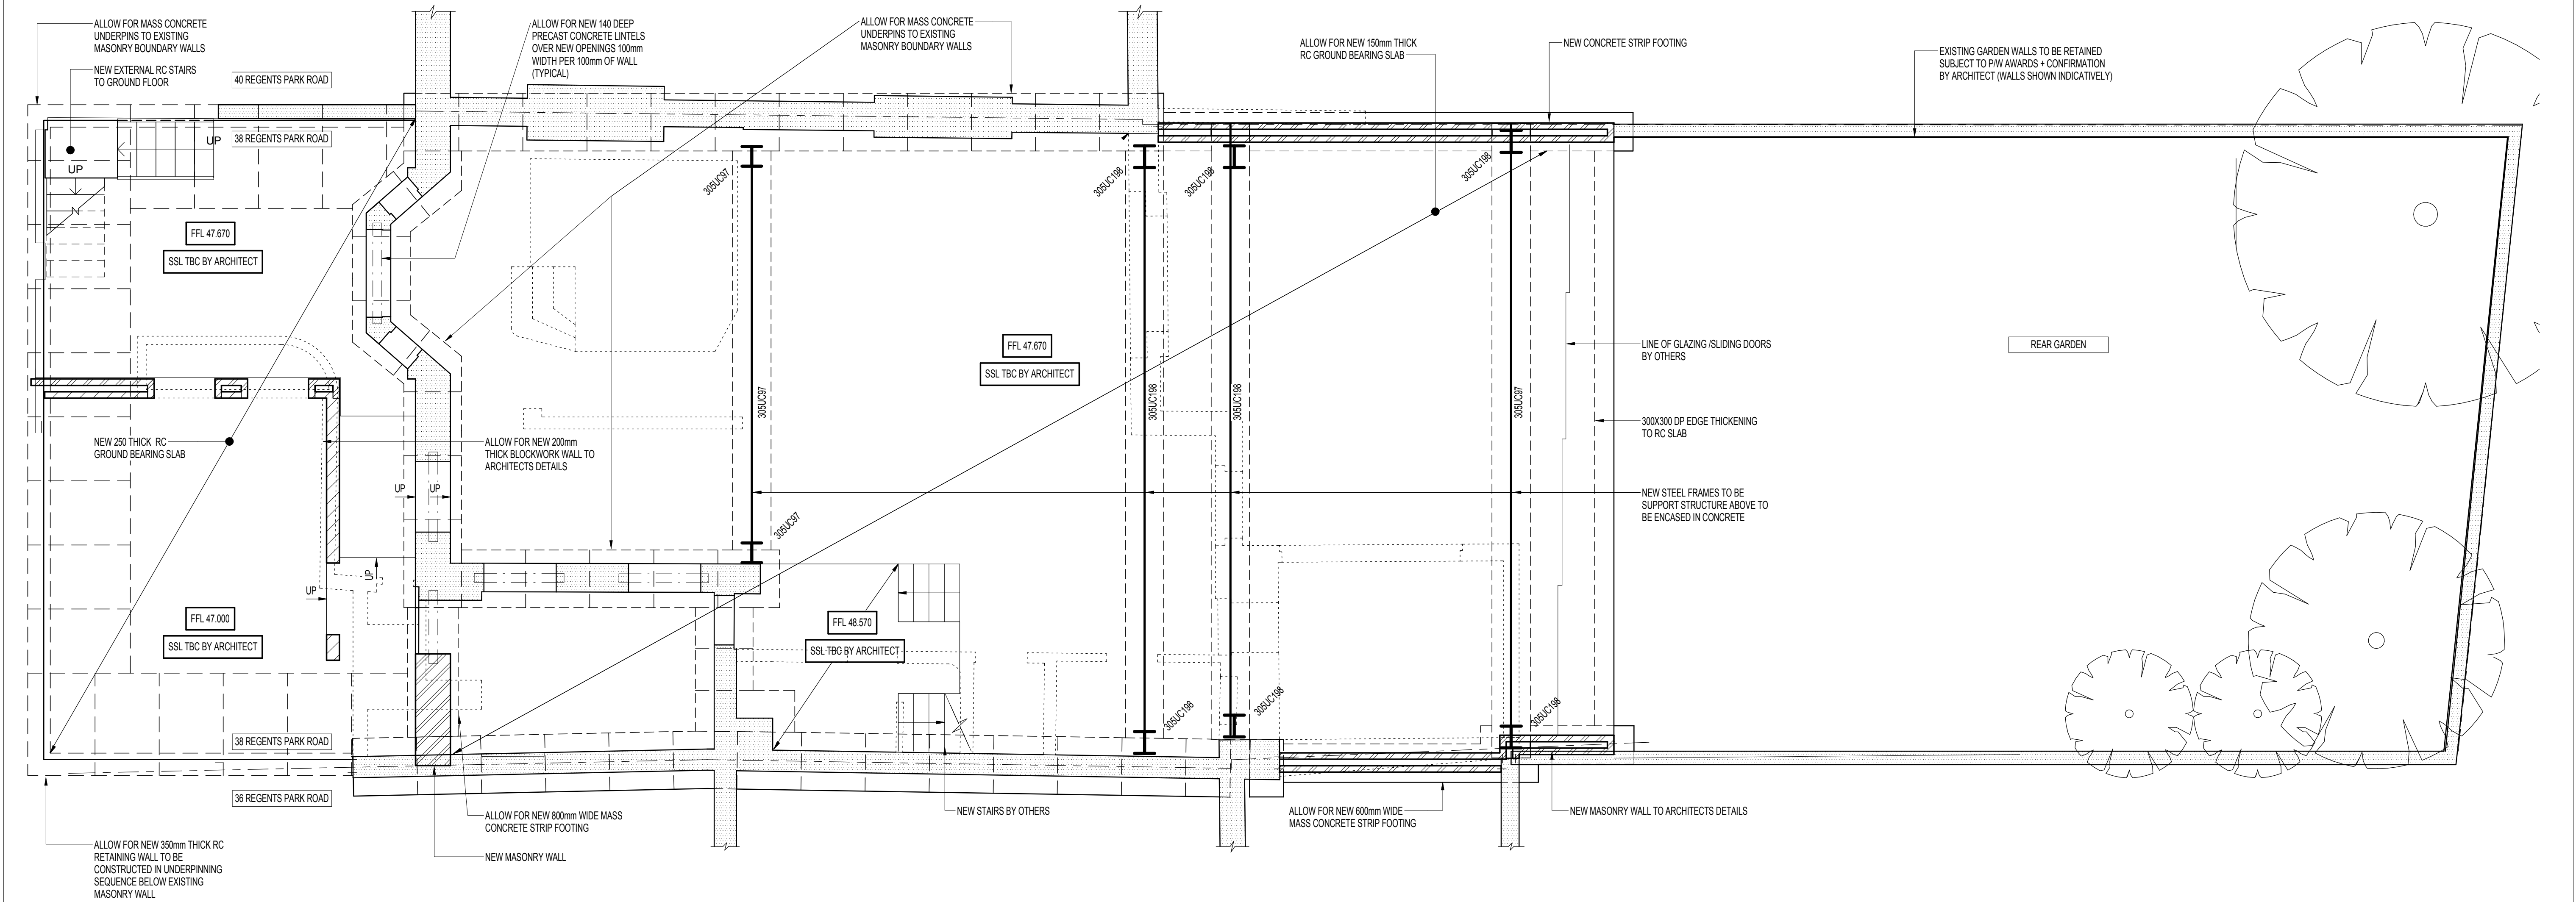 ALLOW FOR MASS CONCRETE
UNDERPINS TO EXISTING
MASONRY BOUNDARY WALLS
NEW EXTERNAL RC STAIRS
TO GROUND FLOOR
40 REGENTS PARK ROAD
38 REGENTS PARK ROAD
ALLOW FOR NEW 140 DEEP
PRECAST CONCRETE LINTELS
OVER NEW OPENINGS 100mm
WIDTH PER 100mm OF WALL
(TYPICAL)
ALLOW FOR MASS CONCRETE
UNDERPINS TO EXISTING
MASONRY BOUNDARY WALLS
ALLOW FOR NEW 150mm THICK
RC GROUND BEARING SLAB
NEW CONCRETE STRIP FOOTING
EXISTING GARDEN WALLS TO BE RETAINED
SUBJECT TO P/W AWARDS + CONFIRMATION
BY ARCHITECT (WALLS SHOWN INDICATIVELY)
UP
UP
305UC97
305UC198
305UC198
305UC198
FFL 47.670
SSL TBC BY ARCHITECT
FFL 47.670
SSL TBC BY ARCHITECT
LINE OF GLAZING /SLIDING DOORS
BY OTHERS
REAR GARDEN
305UC97
305UC198
305UC198
305UC97
300X300 DP EDGE THICKENING
TO RC SLAB
NEW 250 THICK RC
GROUND BEARING SLAB
ALLOW FOR NEW 200mm
THICK BLOCKWORK WALL TO
ARCHITECTS DETAILS
UP
UP
NEW STEEL FRAMES TO BE
SUPPORT STRUCTURE ABOVE TO
BE ENCASED IN CONCRETE
305UC97
UP
UP
FFL 47.000
SSL TBC BY ARCHITECT
FFL 48.570
SSL TBC BY ARCHITECT
305UC198
305UC198
305UC198
38 REGENTS PARK ROAD
36 REGENTS PARK ROAD
ALLOW FOR NEW 800mm WIDE MASS
CONCRETE STRIP FOOTING
NEW STAIRS BY OTHERS
ALLOW FOR NEW 600mm WIDE
MASS CONCRETE STRIP FOOTING
NEW MASONRY WALL TO ARCHITECTS DETAILS
ALLOW FOR NEW 350mm THICK RC
RETAINING WALL TO BE
CONSTRUCTED IN UNDERPINNING
SEQUENCE BELOW EXISTING
MASONRY WALL
NEW MASONRY WALL